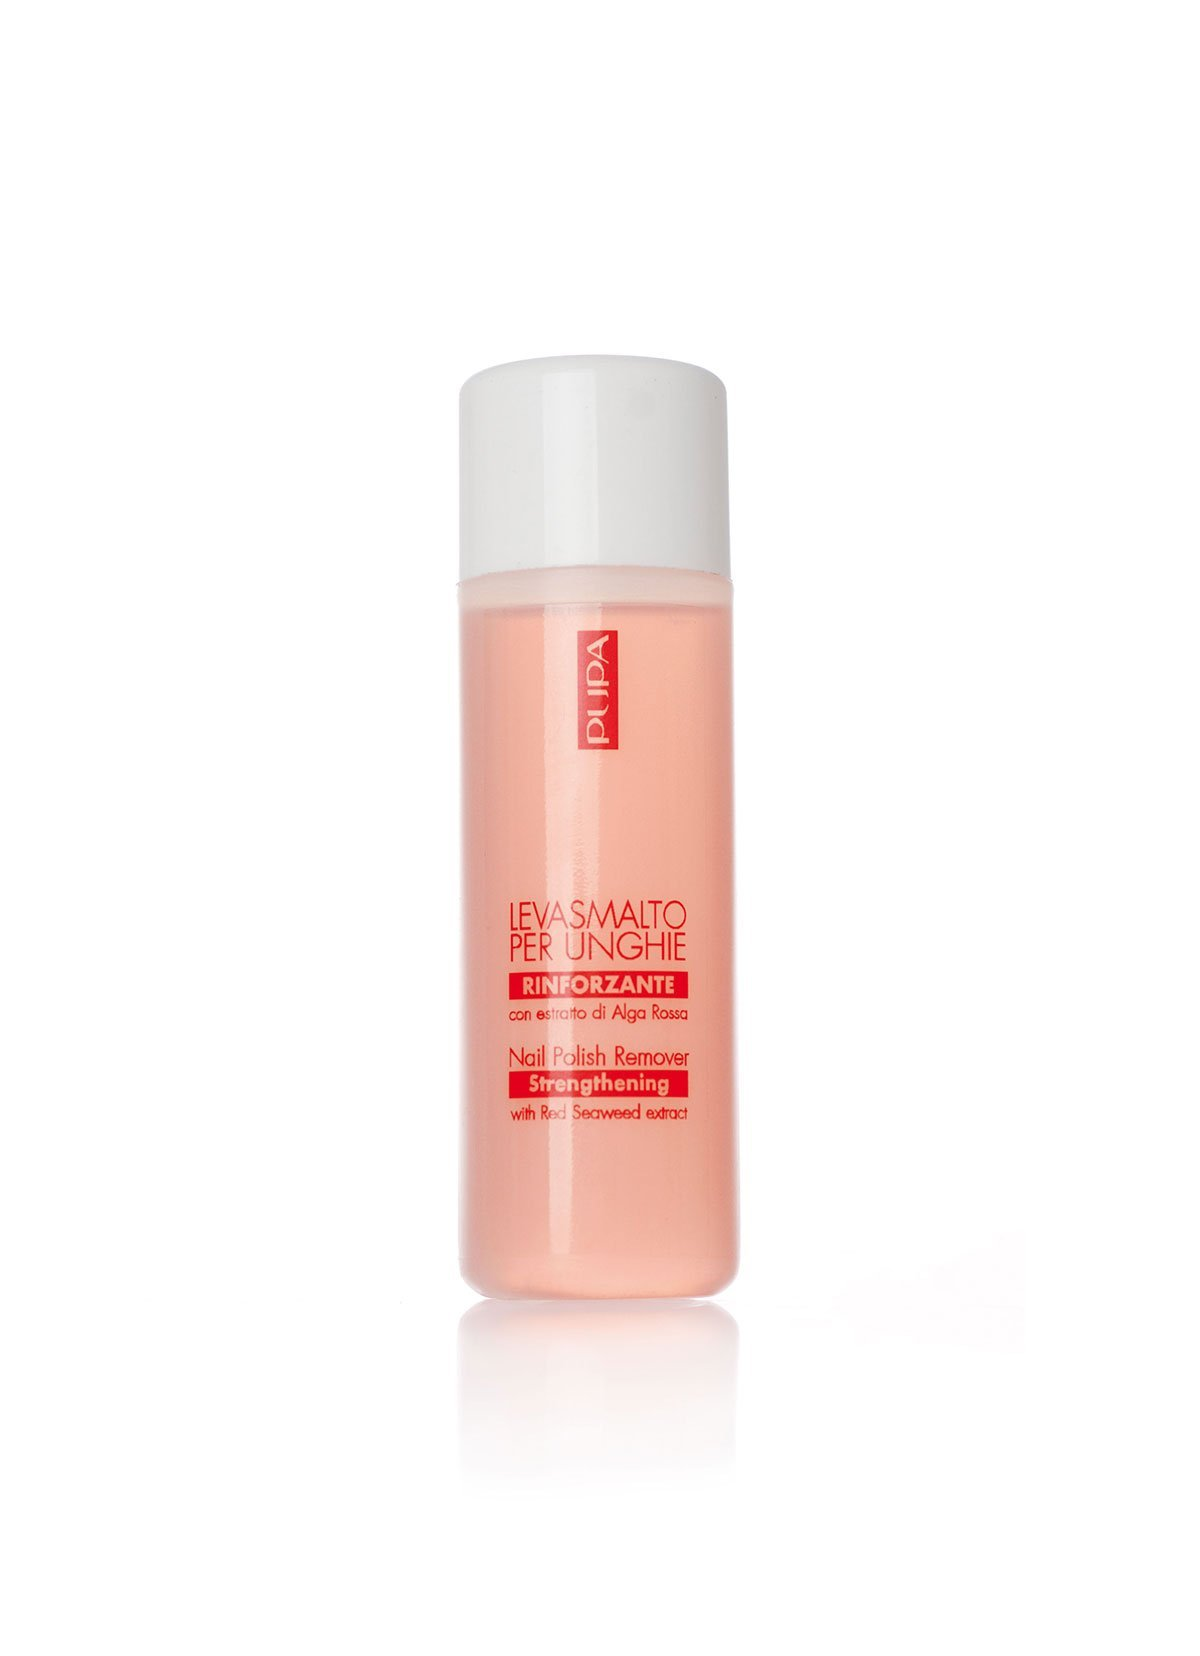 PUPA
LEVASMALTO
PER UNGHIE
RINFORZANTE
con estratto di Alga Rossa
Nail Polish Remover
Strengthening
with Red Seaweed extract